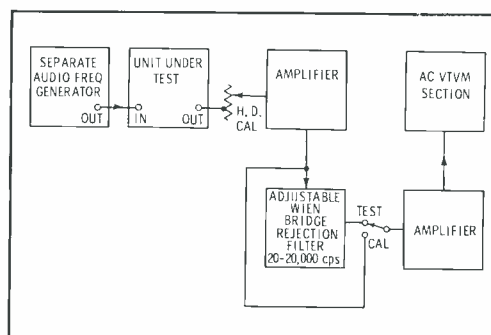 SEPARATE
AUDIO FREQ
GENERATOR
OUT
UNIT UNDER
TEST
IN
OUT
H. D.
CAL
AMPLIFIER
AC VTVM
SECTION
ADJUSTABLE
WIEN
BRIDGE
REJECTION
FILTER
20-20,000 cps
TEST
CAL
AMPLIFIER